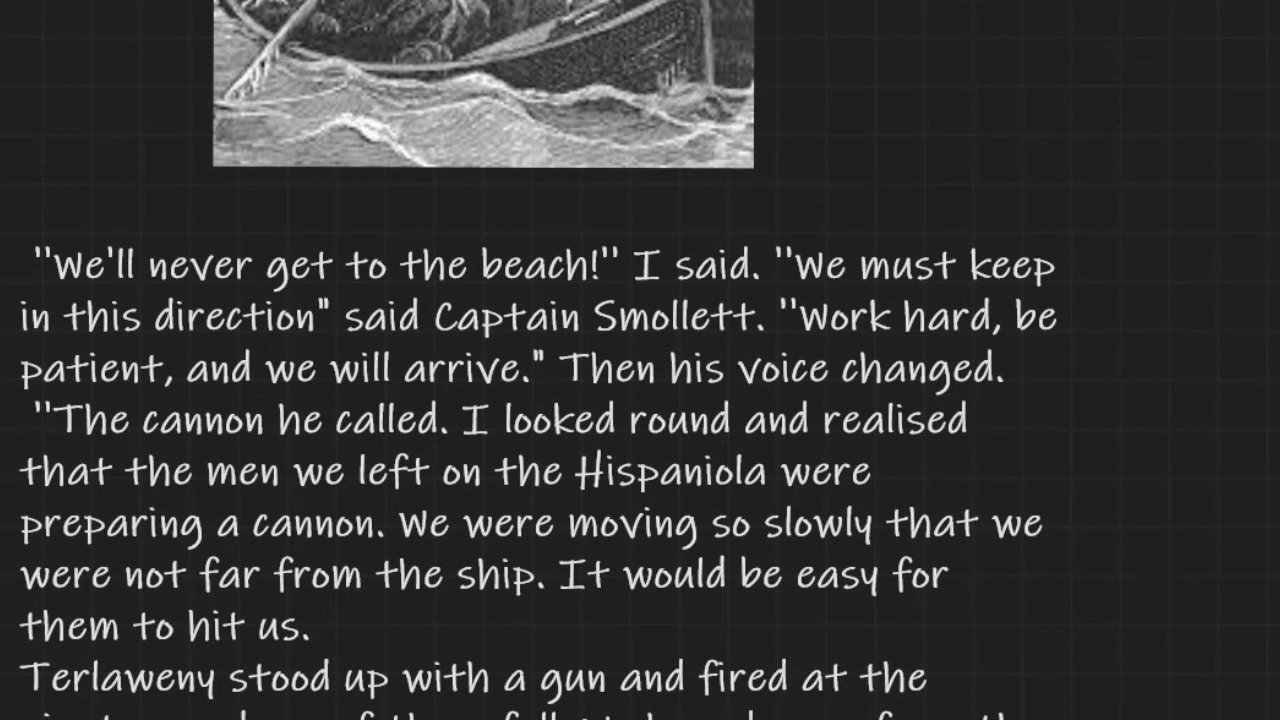 "We'll never get to the beach!" I said. "We must keep
in this direction" said Captain Smollett. "Work hard, be
patient, and we will arrive." Then his voice changed.
"The cannon he called. I looked round and realised
that the men we left on the Hispaniola were
preparing a cannon. We were moving so slowly that we
were not far from the ship. It would be easy for
them to hit us.
Terlaweny stood up with a gun and fired at the